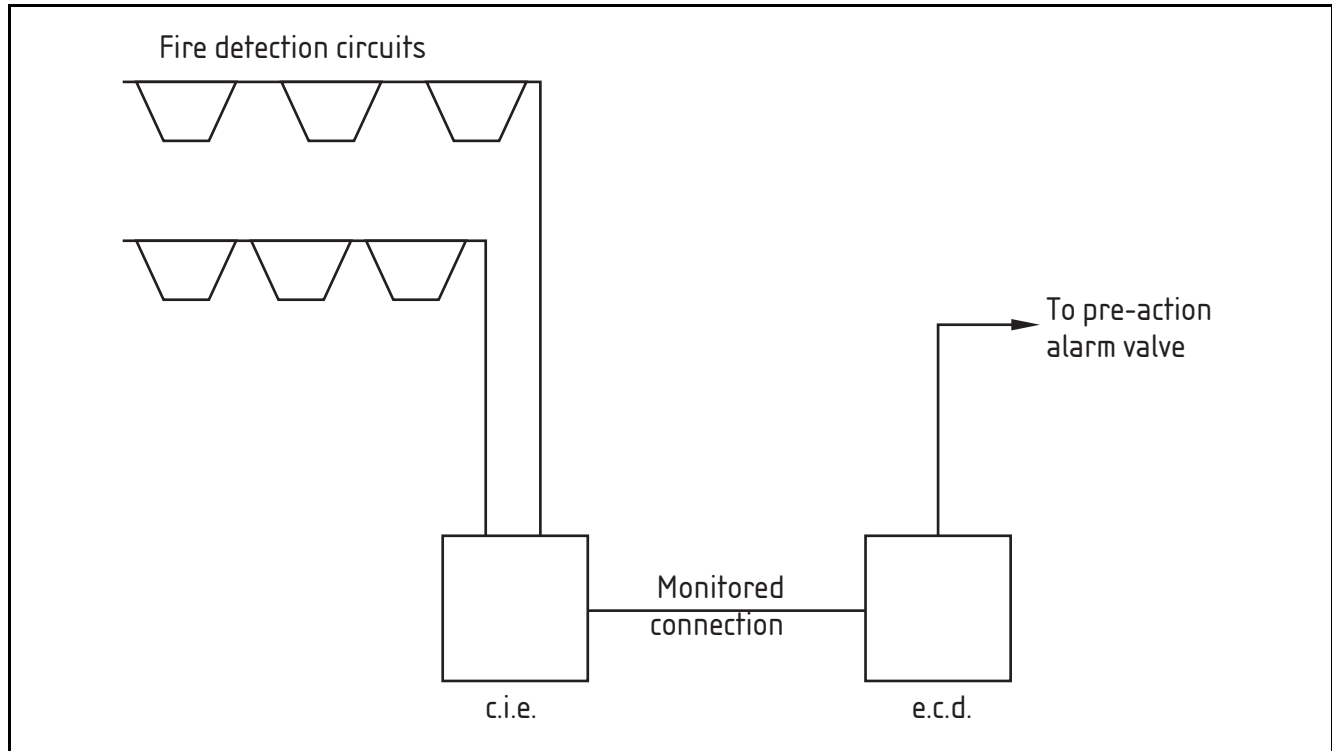 Fire detection circuits
To pre-action
alarm valve
Monitored
connection
c.i.e.
e.c.d.